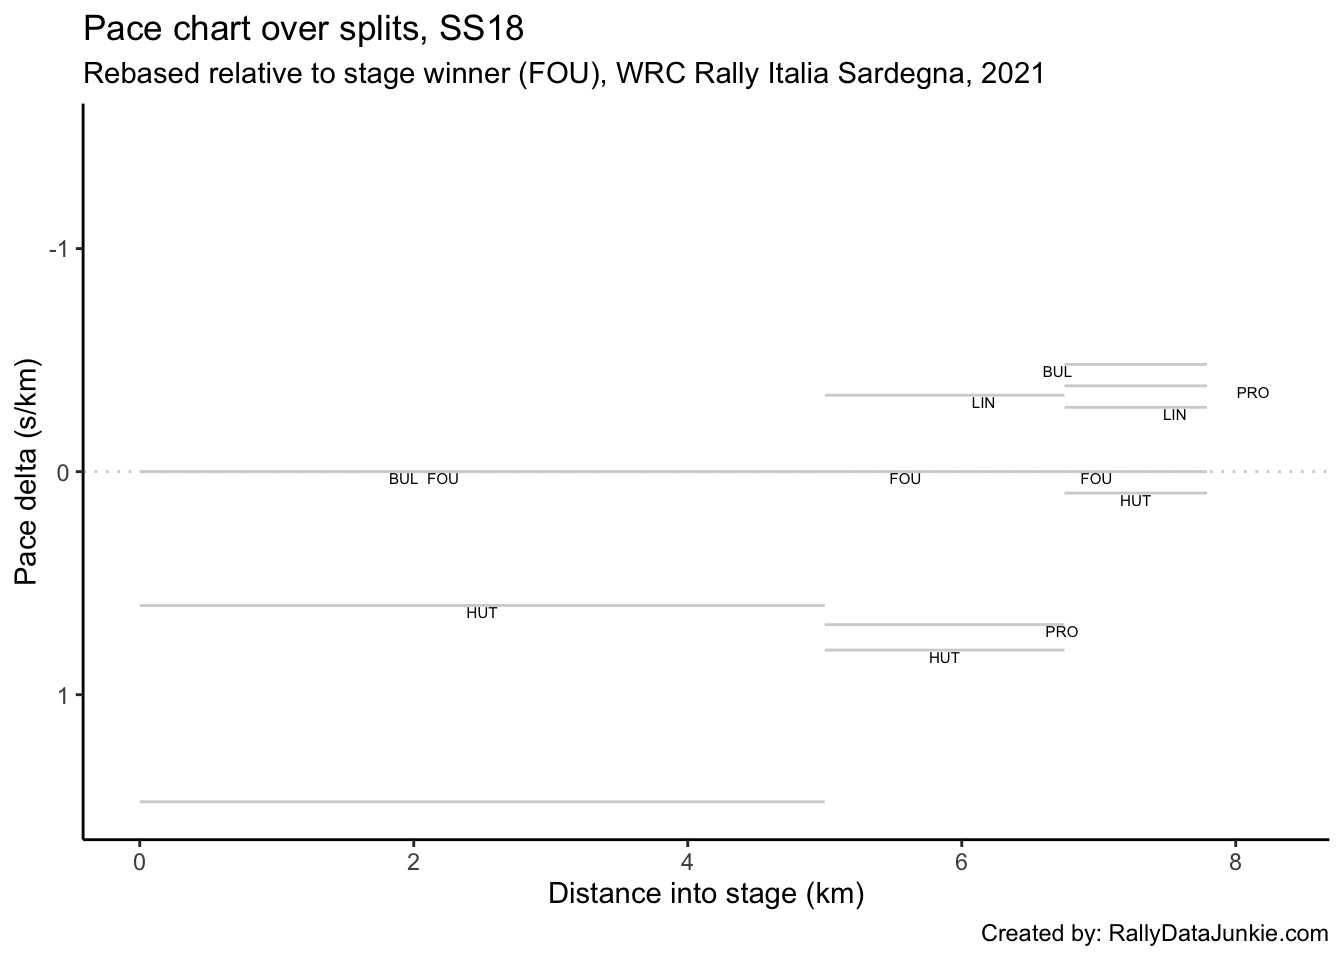 Pace chart over splits, SS18
Rebased relative to stage winner (FOU), WRC Rally Italia Sardegna, 2021
Pace delta (s/km)
-1
BUL
PRO
LIN
LIN
0
BUL FOU FOU FOU
HUT
HUT
PRO
HUT
1
0 2 4 6 8
Distance into stage (km)
Created by: RallyDataJunkie.com